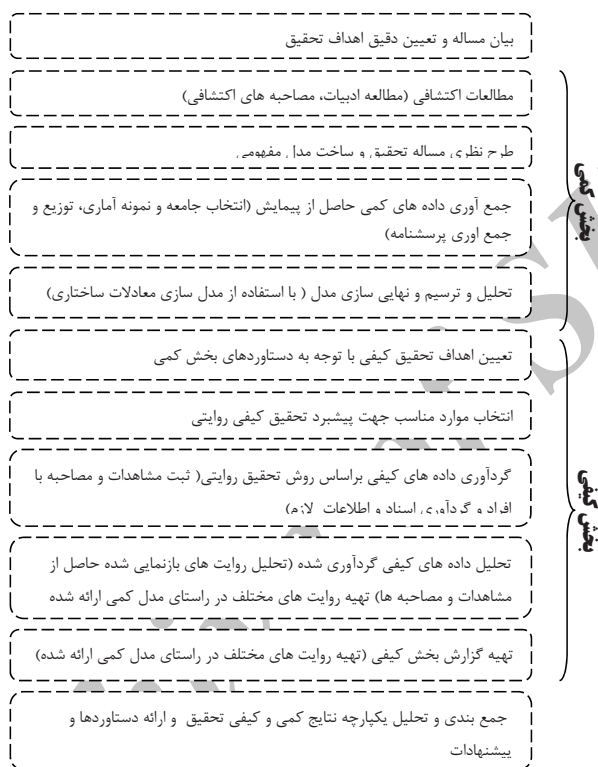 بیان مساله و تعیین دقیق اهداف تحقیق
مطالعات اکتشافی (مطالعه ادبیات، مصاحبه های اکتشافی)
طرح نظری مساله تحقیق و ساخت مدل مفهومی
جمع آوری داده های کمی حاصل از پیمایش (انتخاب جامعه و نمونه آماری، توزیع و
جمع اوری پرسشنامه)
تحلیل و ترسیم و نهایی سازی مدل ( با استفاده از مدل سازی معادلات ساختاری)
بخش کمی
تعیین اهداف تحقیق کیفی با توجه به دستاوردهای بخش کمی
انتخاب موارد مناسب جهت پیشبرد تحقیق کیفی روایتی
گردآوری داده های کیفی براساس روش تحقیق روایتی( ثبت مشاهدات و مصاحبه با
افراد و گردآوری اسناد و اطلاعات لازم)
تحلیل داده های کیفی گردآوری شده (تحلیل روایت های بازنمایی شده حاصل از
مشاهدات و مصاحبه ها) تهیه روایت های مختلف در راستای مدل کمی ارائه شده
تهیه گزارش بخش کیفی (تهیه روایت های مختلف در راستای مدل کمی ارائه شده)
بخش کیفی
جمع بندی و تحلیل یکپارچه نتایج کمی و کیفی تحقیق و ارائه دستاوردها و
پیشنهادات